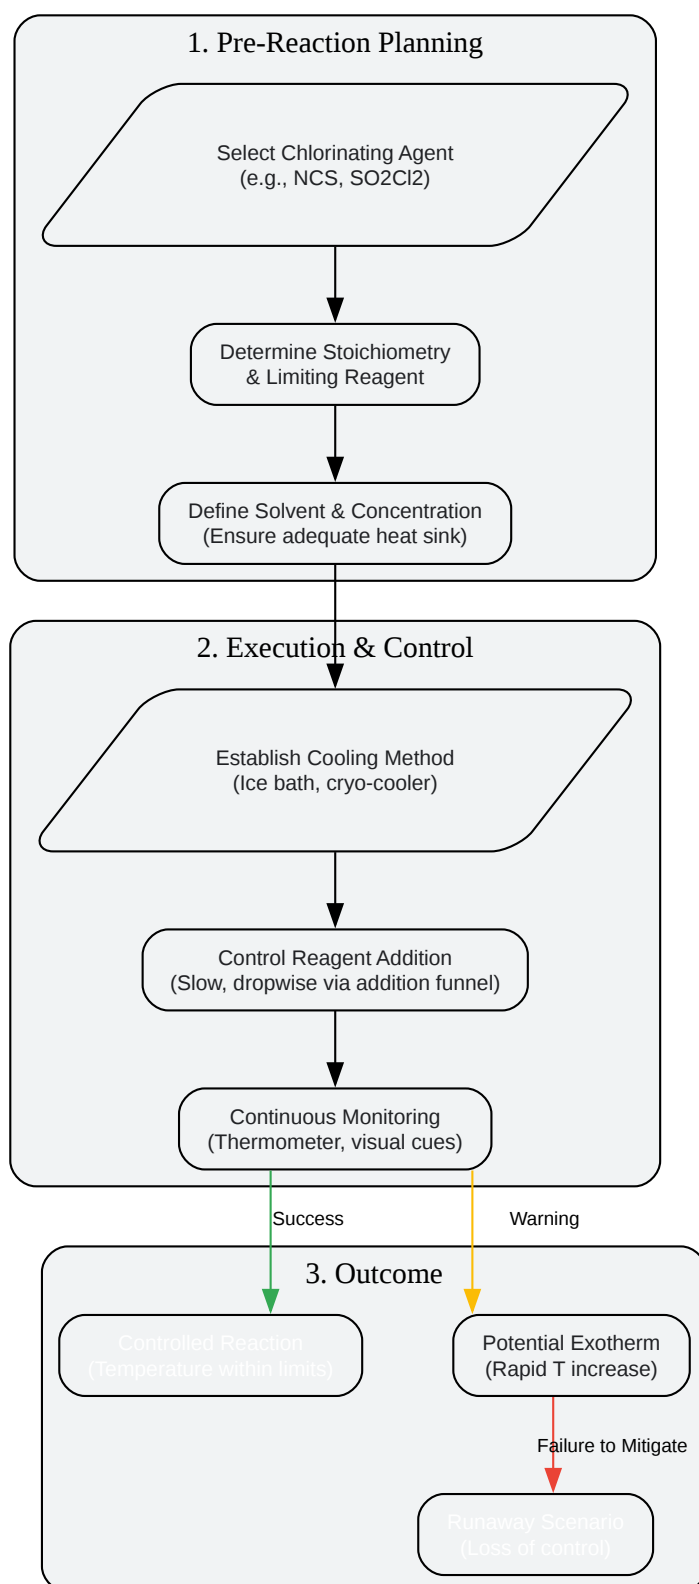 1. Pre-Reaction Planning
Select Chlorinating Agent
(e.g., NCS, SO2Cl2)
Determine Stoichiometry
& Limiting Reagent
Define Solvent & Concentration
(Ensure adequate heat sink)
2. Execution & Control
Establish Cooling Method
(Ice bath, cryo-cooler)
Control Reagent Addition
(Slow, dropwise via addition funnel)
Continuous Monitoring
(Thermometer, visual cues)
Success
Warning
3. Outcome
Controlled Reaction
(Temperature within limits)
Potential Exotherm
(Rapid T increase)
Failure to Mitigate
Runaway Scenario
(Loss of control)